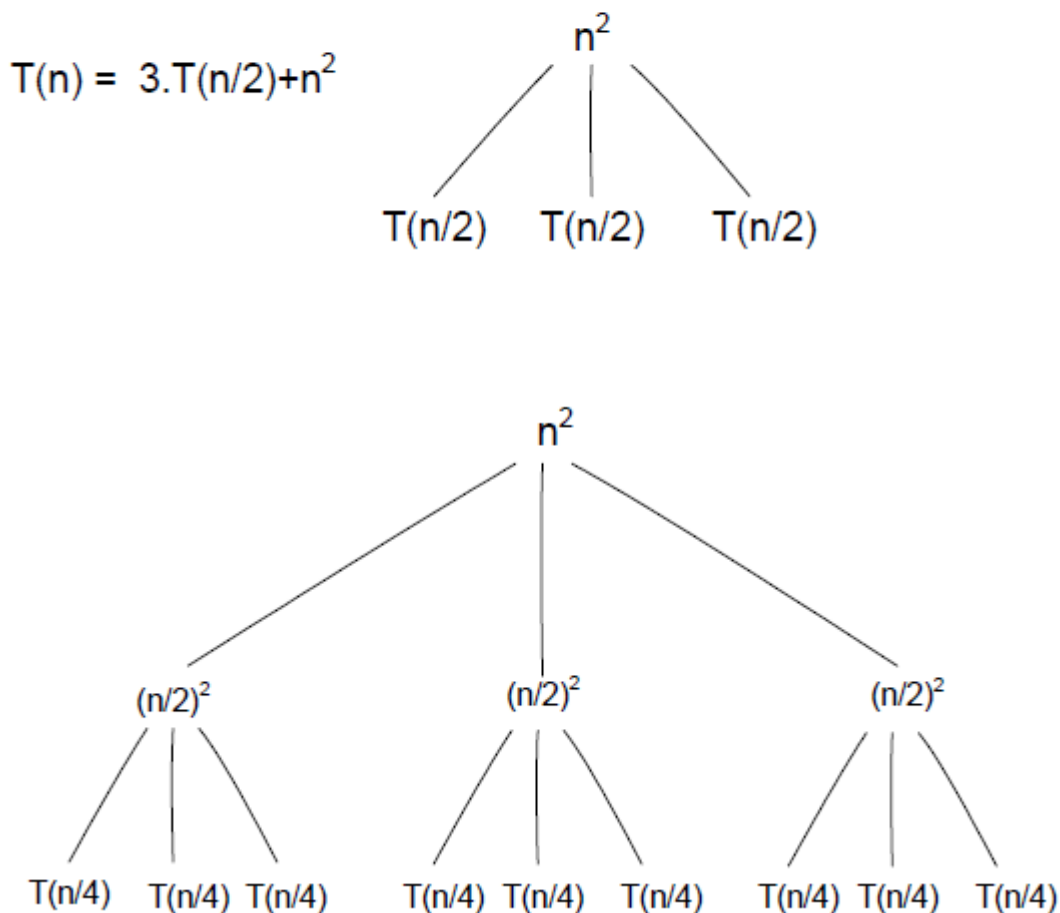 n²
T(n) = 3.T(n/2)+n²
T(n/2) T(n/2) T(n/2)
n²
(n/2)² (n/2)² (n/2)²
T(n/4) T(n/4) T(n/4) T(n/4) T(n/4) T(n/4) T(n/4) T(n/4) T(n/4)